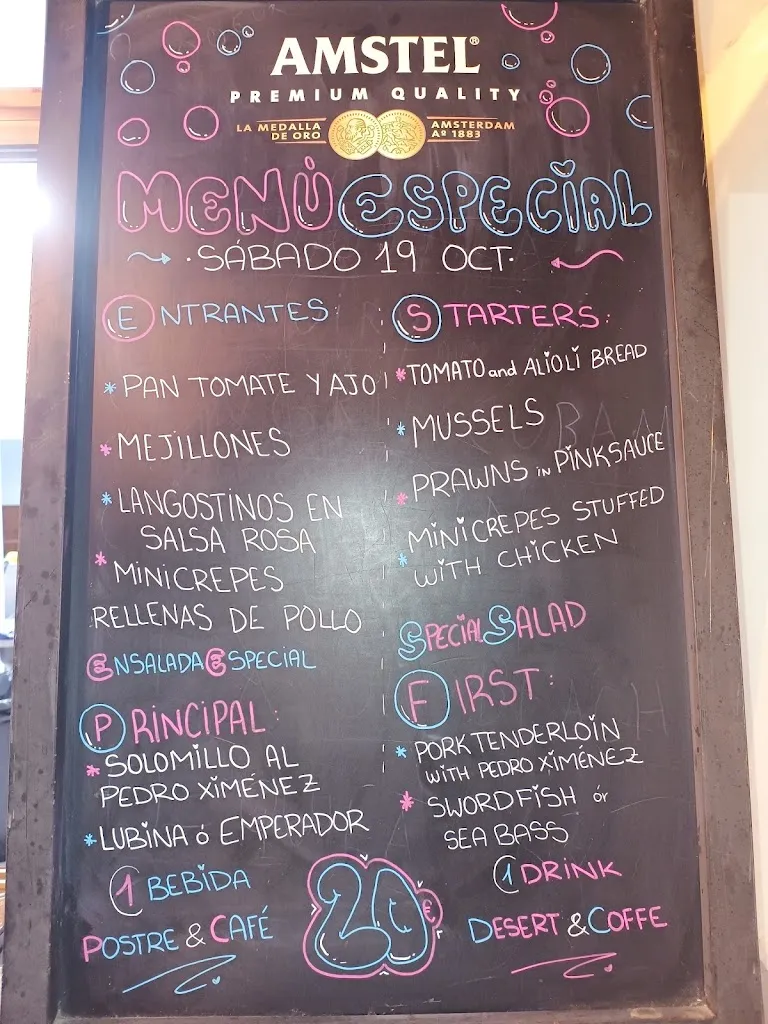 AMSTEL®
PREMIUM QUALITY
LA MEDALLA
DE ORO
AMSTERDAM
Aº 1883
MENÚ ESPECIAL
·SÁBADO 19 OCT·
ENTRANTES:
* PAN TOMATE Y AJO
* MEJILLONES
* LANGOSTINOS EN
SALSA ROSA
* MINICREPES
RELLENAS DE POLLO
ENSALADA ESPECIAL
PRINCIPAL:
* SOLOMILLO AL
PEDRO XIMÉNEZ
* LUBINA ó EMPERADOR
1 BEBIDA
POSTRE & CAFÉ
STARTERS:
* TOMATO and ALIOLI BREAD
* MUSSELS
* PRAWNS in PINKSAUCE
* MINICREPES STUFFED
WITH CHICKEN
SPECIAL SALAD
FIRST:
* PORK TENDERLOIN
WITH PEDRO XIMÉNEZ
* SWORDFISH ór
SEA BASS
1 DRINK
DESERT & COFFE
20€